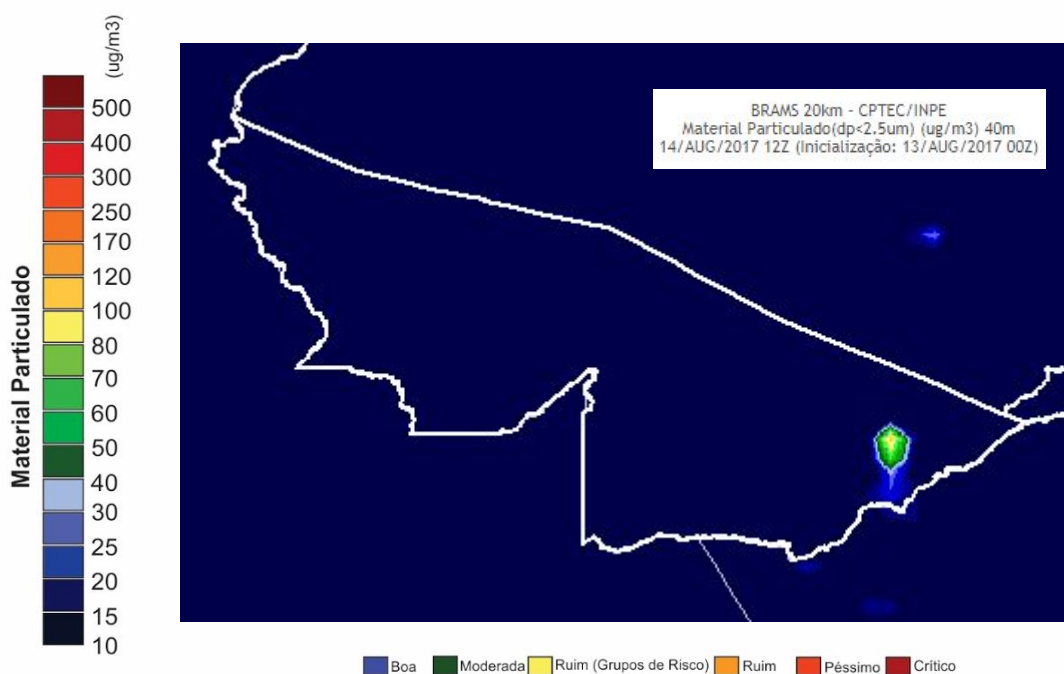 (ug/m3)
Material Particulado
500
400
300
250
170
120
100
80
70
60
50
40
30
25
20
15
10
BRAMS 20km - CPTEC/INPE
Material Particulado(dp<2.5um) (ug/m3) 40m
14/AUG/2017 12Z (Inicialização: 13/AUG/2017 00Z)
Boa Moderada Ruim (Grupos de Risco) Ruim Péssimo Crítico